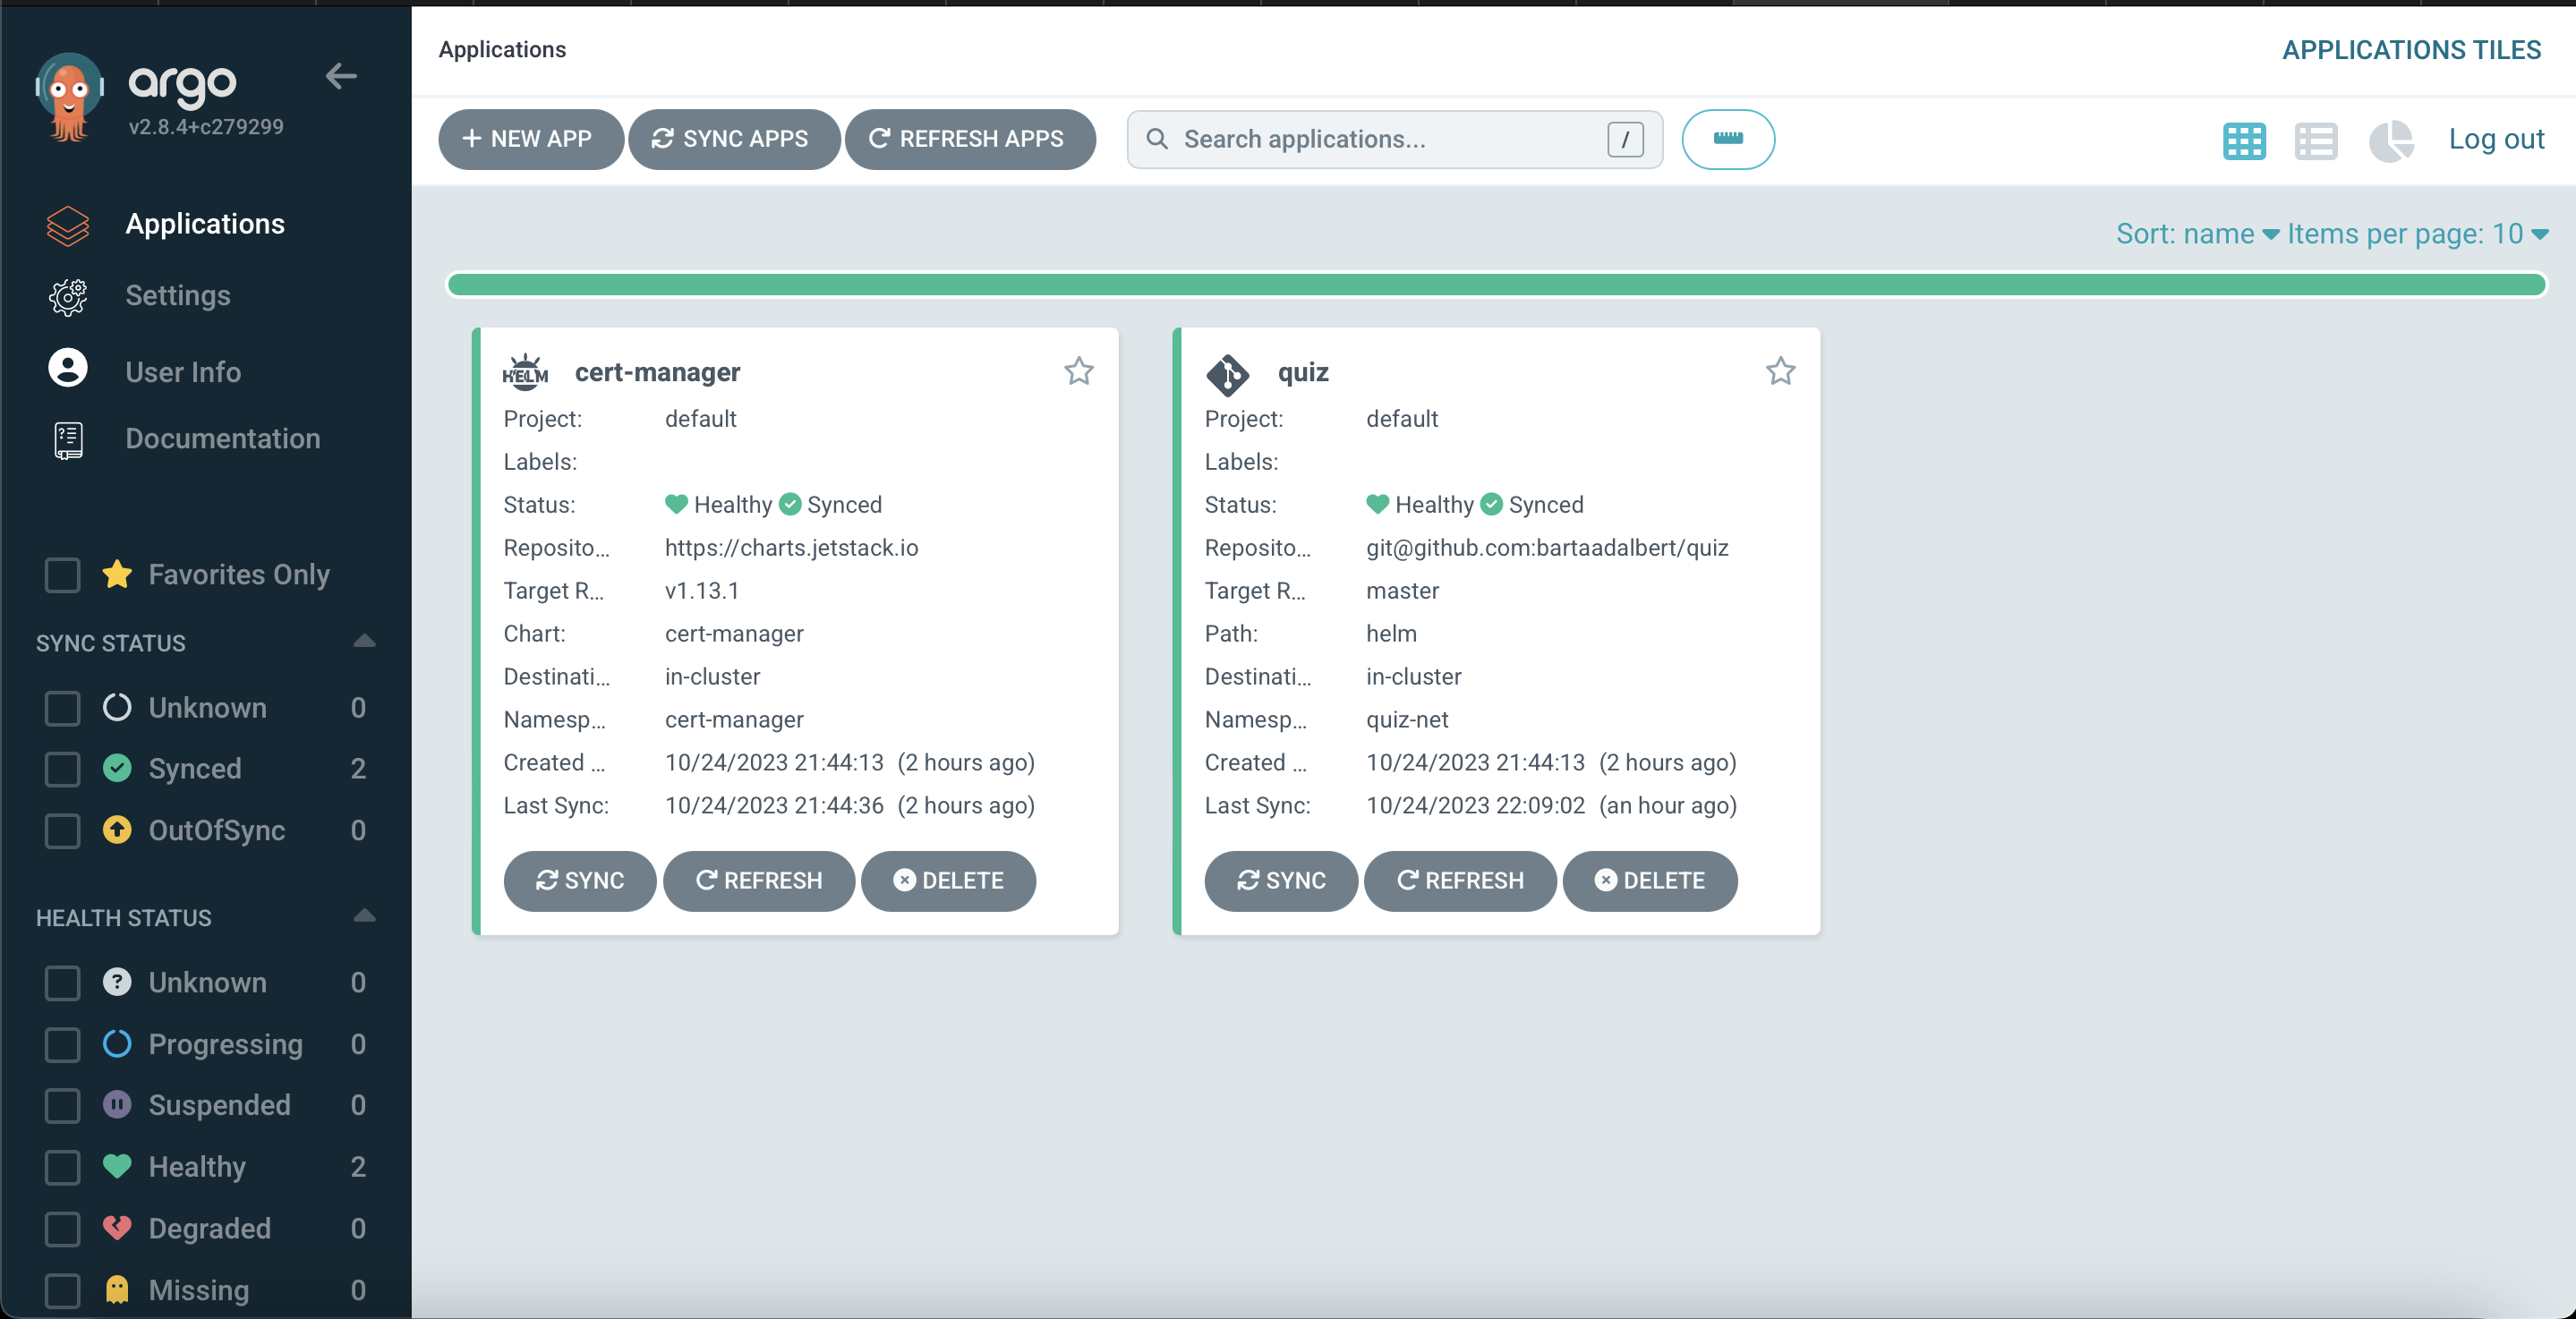 argo
v2.8.4+c279299
Applications
Settings
User Info
Documentation
Favorites Only
SYNC STATUS
Unknown 0
Synced 2
OutOfSync 0
HEALTH STATUS
Unknown 0
Progressing 0
Suspended 0
Healthy 2
Degraded 0
Missing 0
Applications
APPLICATIONS TILES
NEW APP SYNC APPS REFRESH APPS Search applications... / Log out
Sort: name Items per page: 10
HELM cert-manager
Project: default
Labels:
Status: Healthy Synced
Reposito... https://charts.jetstack.io
Target R... v1.13.1
Chart: cert-manager
Destinati... in-cluster
Namesp... cert-manager
Created ... 10/24/2023 21:44:13 (2 hours ago)
Last Sync: 10/24/2023 21:44:36 (2 hours ago)
SYNC REFRESH DELETE
quiz
Project: default
Labels:
Status: Healthy Synced
Reposito... git@github.com:bartaadalbert/quiz
Target R... master
Path: helm
Destinati... in-cluster
Namesp... quiz-net
Created ... 10/24/2023 21:44:13 (2 hours ago)
Last Sync: 10/24/2023 22:09:02 (an hour ago)
SYNC REFRESH DELETE